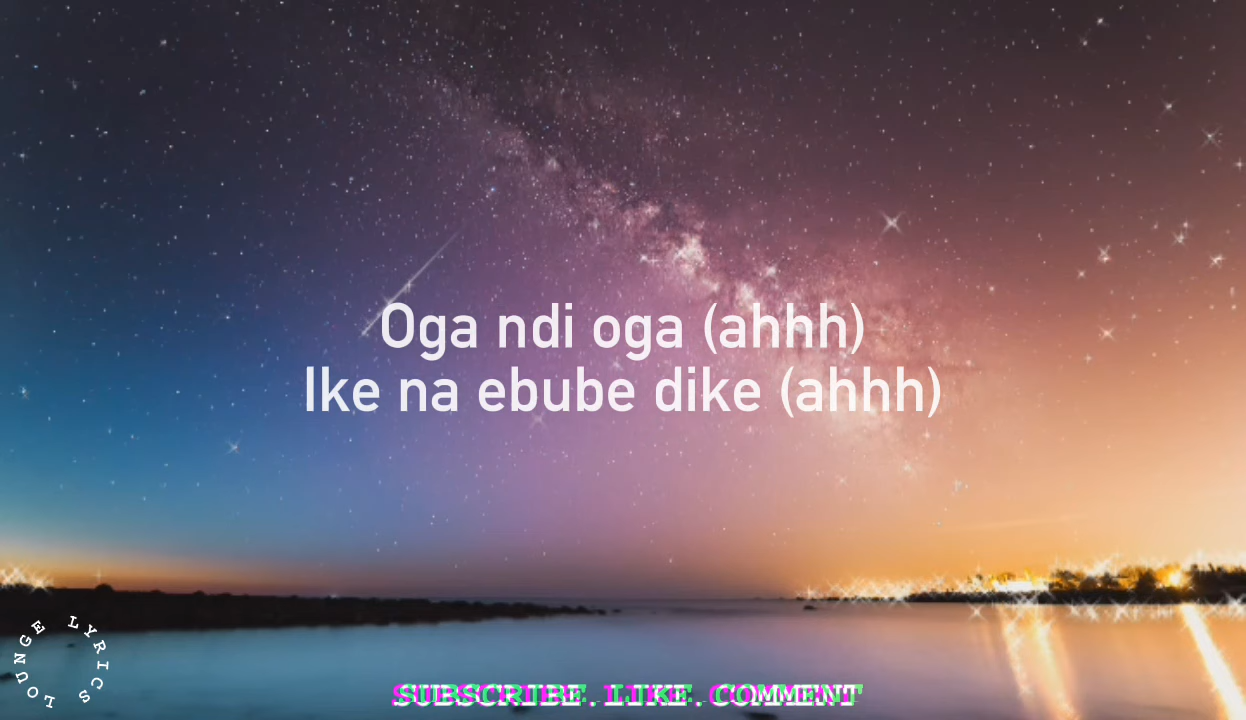 Oga ndi oga (ahhh)
Ike na ebube dike (ahhh)
LYRICS LOUNGE
SUBSCRIBE . LIKE . COMMENT